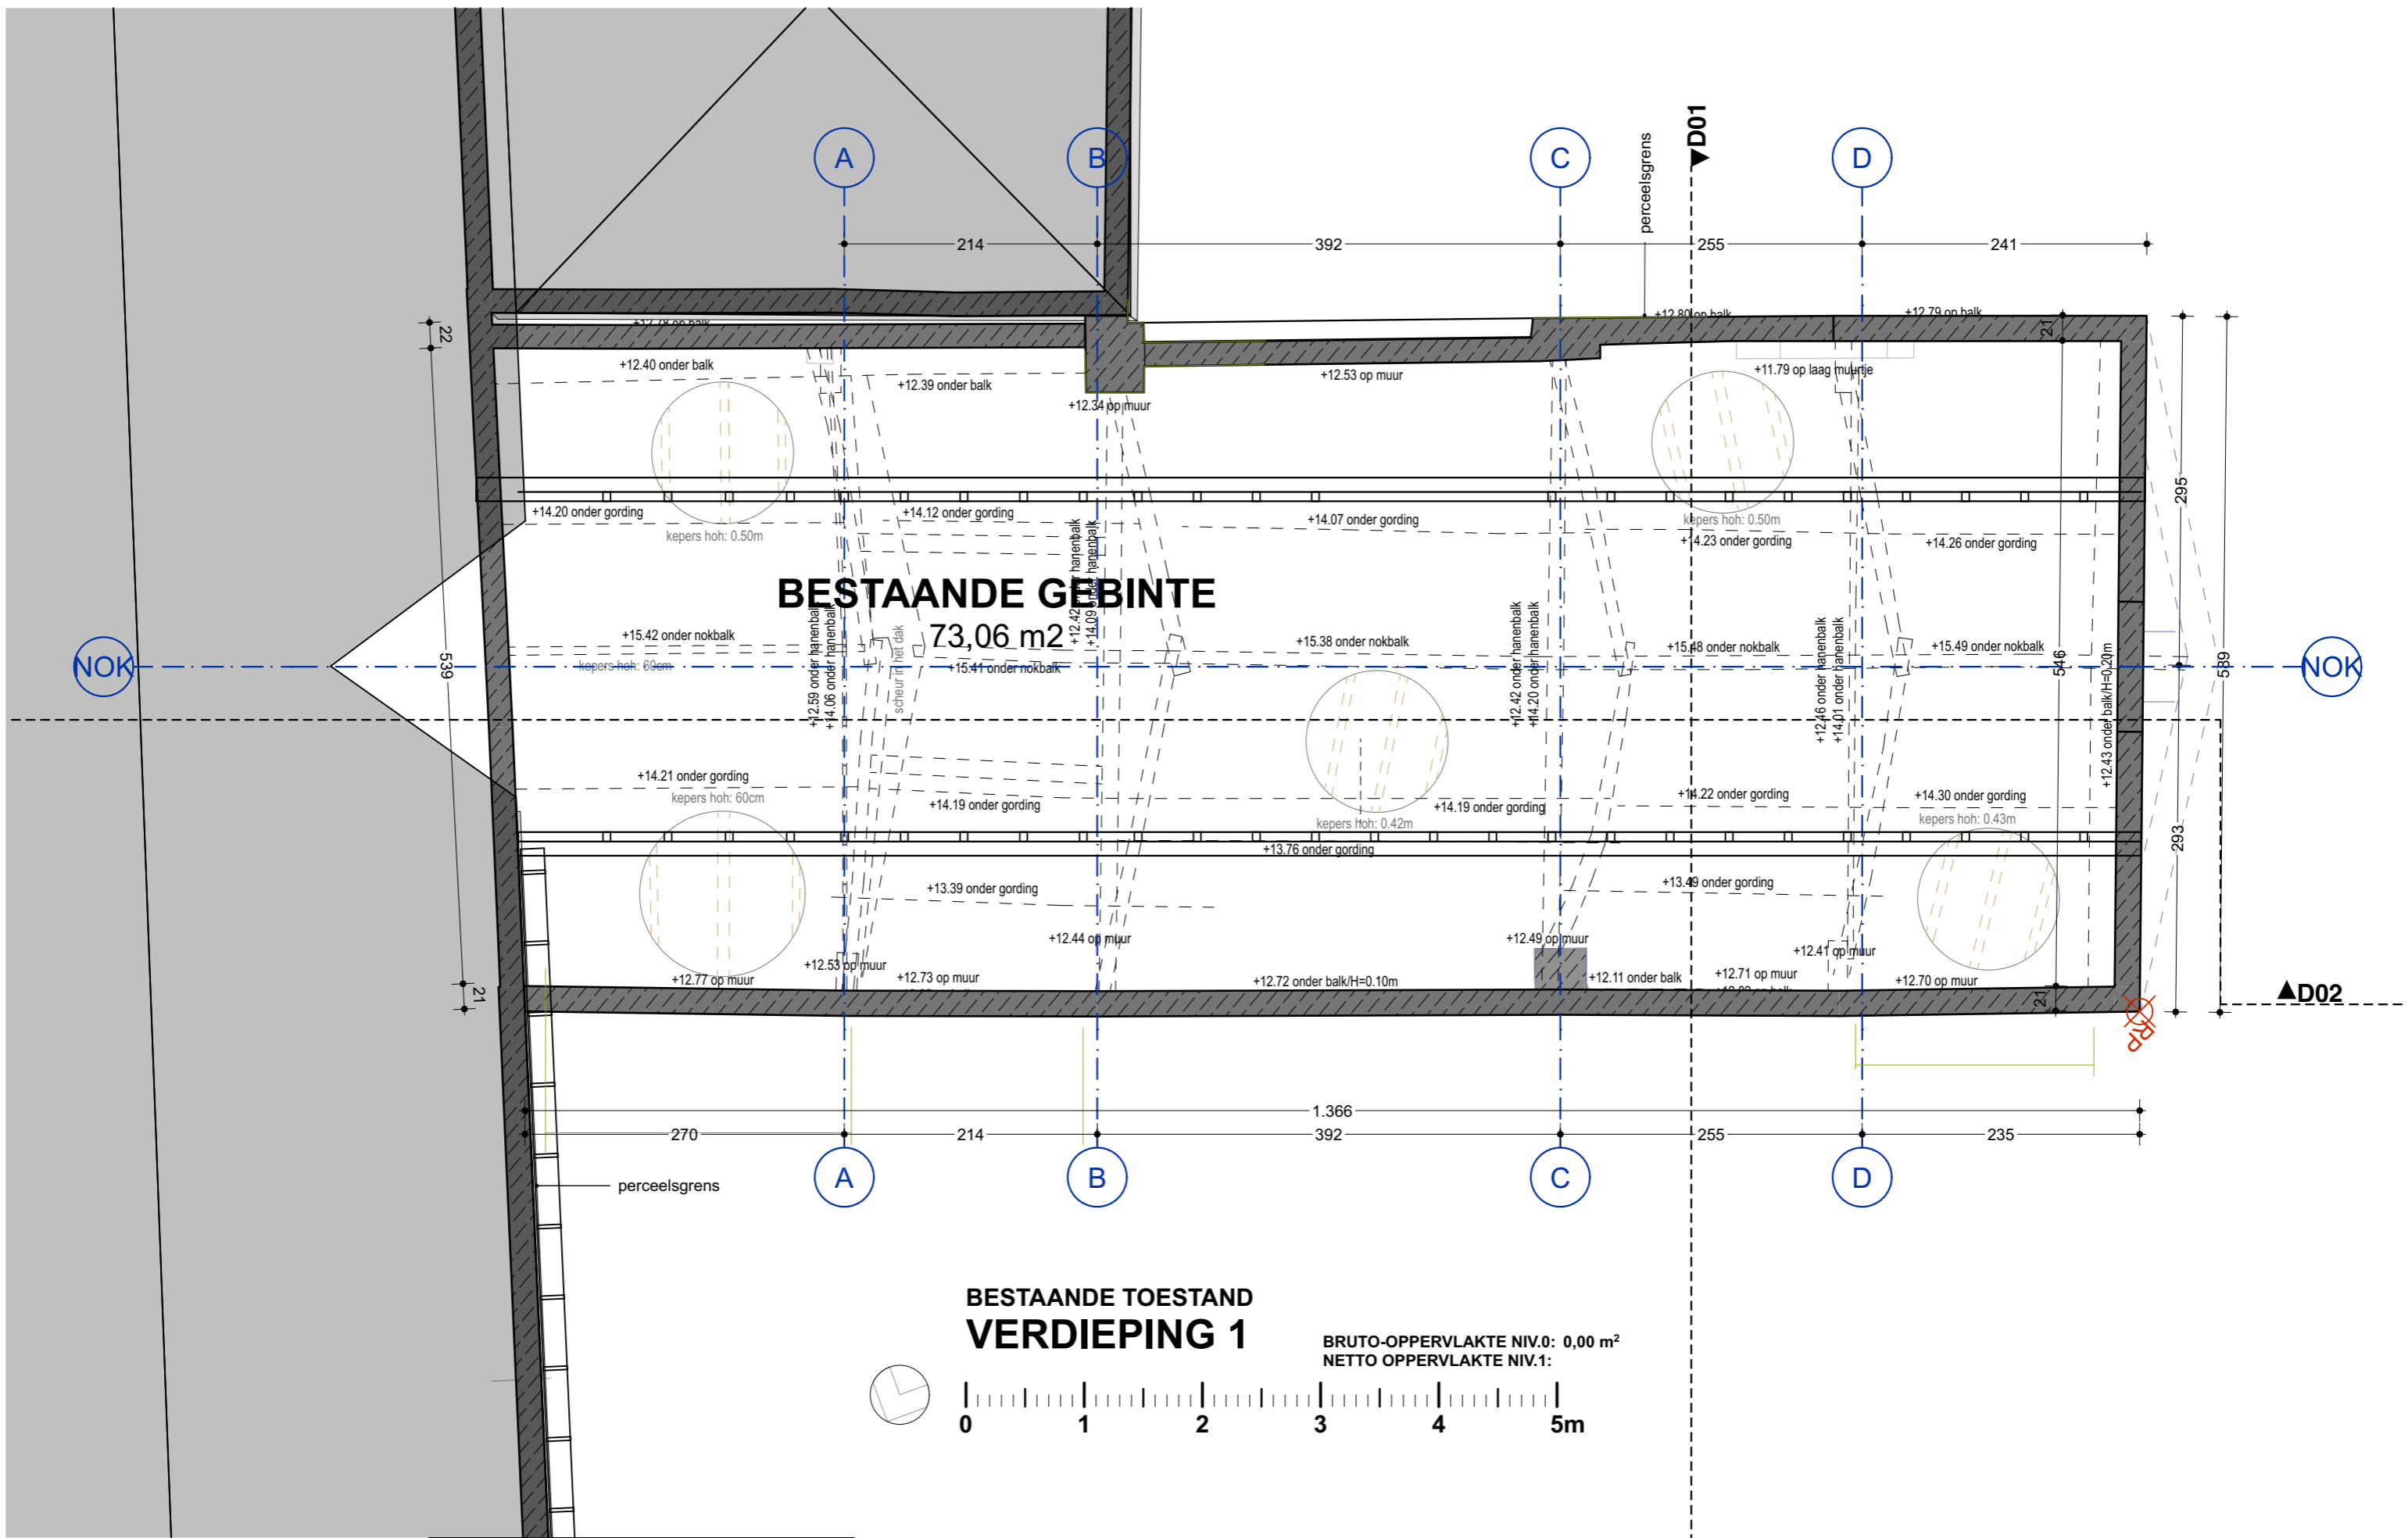 D01
A
B
C
D
perceelsgrens
214
392
255
241
22
+12.80 op balk
+12.79 op balk
21
+12.40 onder balk
+12.39 onder balk
+12.53 op muur
+11.79 op laag muurtje
+12.34 op muur
295
+14.20 onder gording
+14.12 onder gording
+14.07 onder gording
kepers hoh: 0.50m
kepers hoh: 0.50m
+14.23 onder gording
+14.26 onder gording
+12.42 onder hanenbalk
+14.09 onder hanenbalk
BESTAANDE GEBINTE
73,06 m2
+15.42 onder nokbalk
+15.38 onder nokbalk
+15.48 onder nokbalk
+15.49 onder nokbalk
NOK
kepers hoh: 60cm
+15.41 onder nokbalk
NOK
539
+12.59 onder hanenbalk
+14.06 onder hanenbalk
scheur in het dak
+12.42 onder hanenbalk
+14.20 onder hanenbalk
+12.46 onder hanenbalk
+14.01 onder hanenbalk
546
+12.43 onder balk/H=0.20m
589
+14.21 onder gording
kepers hoh: 60cm
+14.19 onder gording
+14.19 onder gording
+14.22 onder gording
+14.30 onder gording
kepers hoh: 0.42m
kepers hoh: 0.43m
+13.76 onder gording
293
+13.39 onder gording
+13.49 onder gording
+12.44 op muur
+12.49 op muur
+12.41 op muur
+12.53 op muur
+12.77 op muur
+12.73 op muur
+12.72 onder balk/H=0.10m
+12.11 onder balk
+12.71 op muur
+12.70 op muur
21
21
D02
RP
1.366
270
214
392
255
235
A
B
C
D
perceelsgrens
BESTAANDE TOESTAND
VERDIEPING 1
BRUTO-OPPERVLAKTE NIV.0: 0,00 m²
NETTO OPPERVLAKTE NIV.1:
0 1 2 3 4 5m